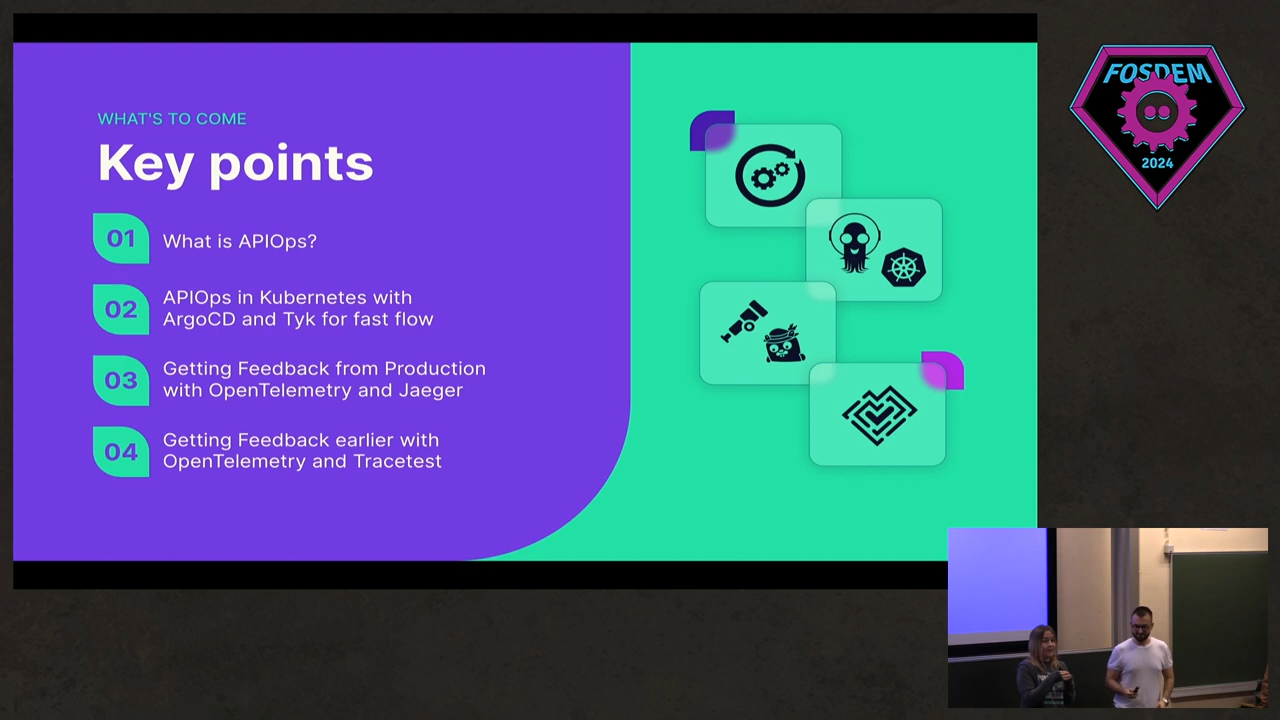 WHAT'S TO COME
Key points
01
What is APIOps?
02
APIOps in Kubernetes with
ArgoCD and Tyk for fast flow
03
Getting Feedback from Production
with OpenTelemetry and Jaeger
04
Getting Feedback earlier with
OpenTelemetry and Tracetest
FOSDEM
2024